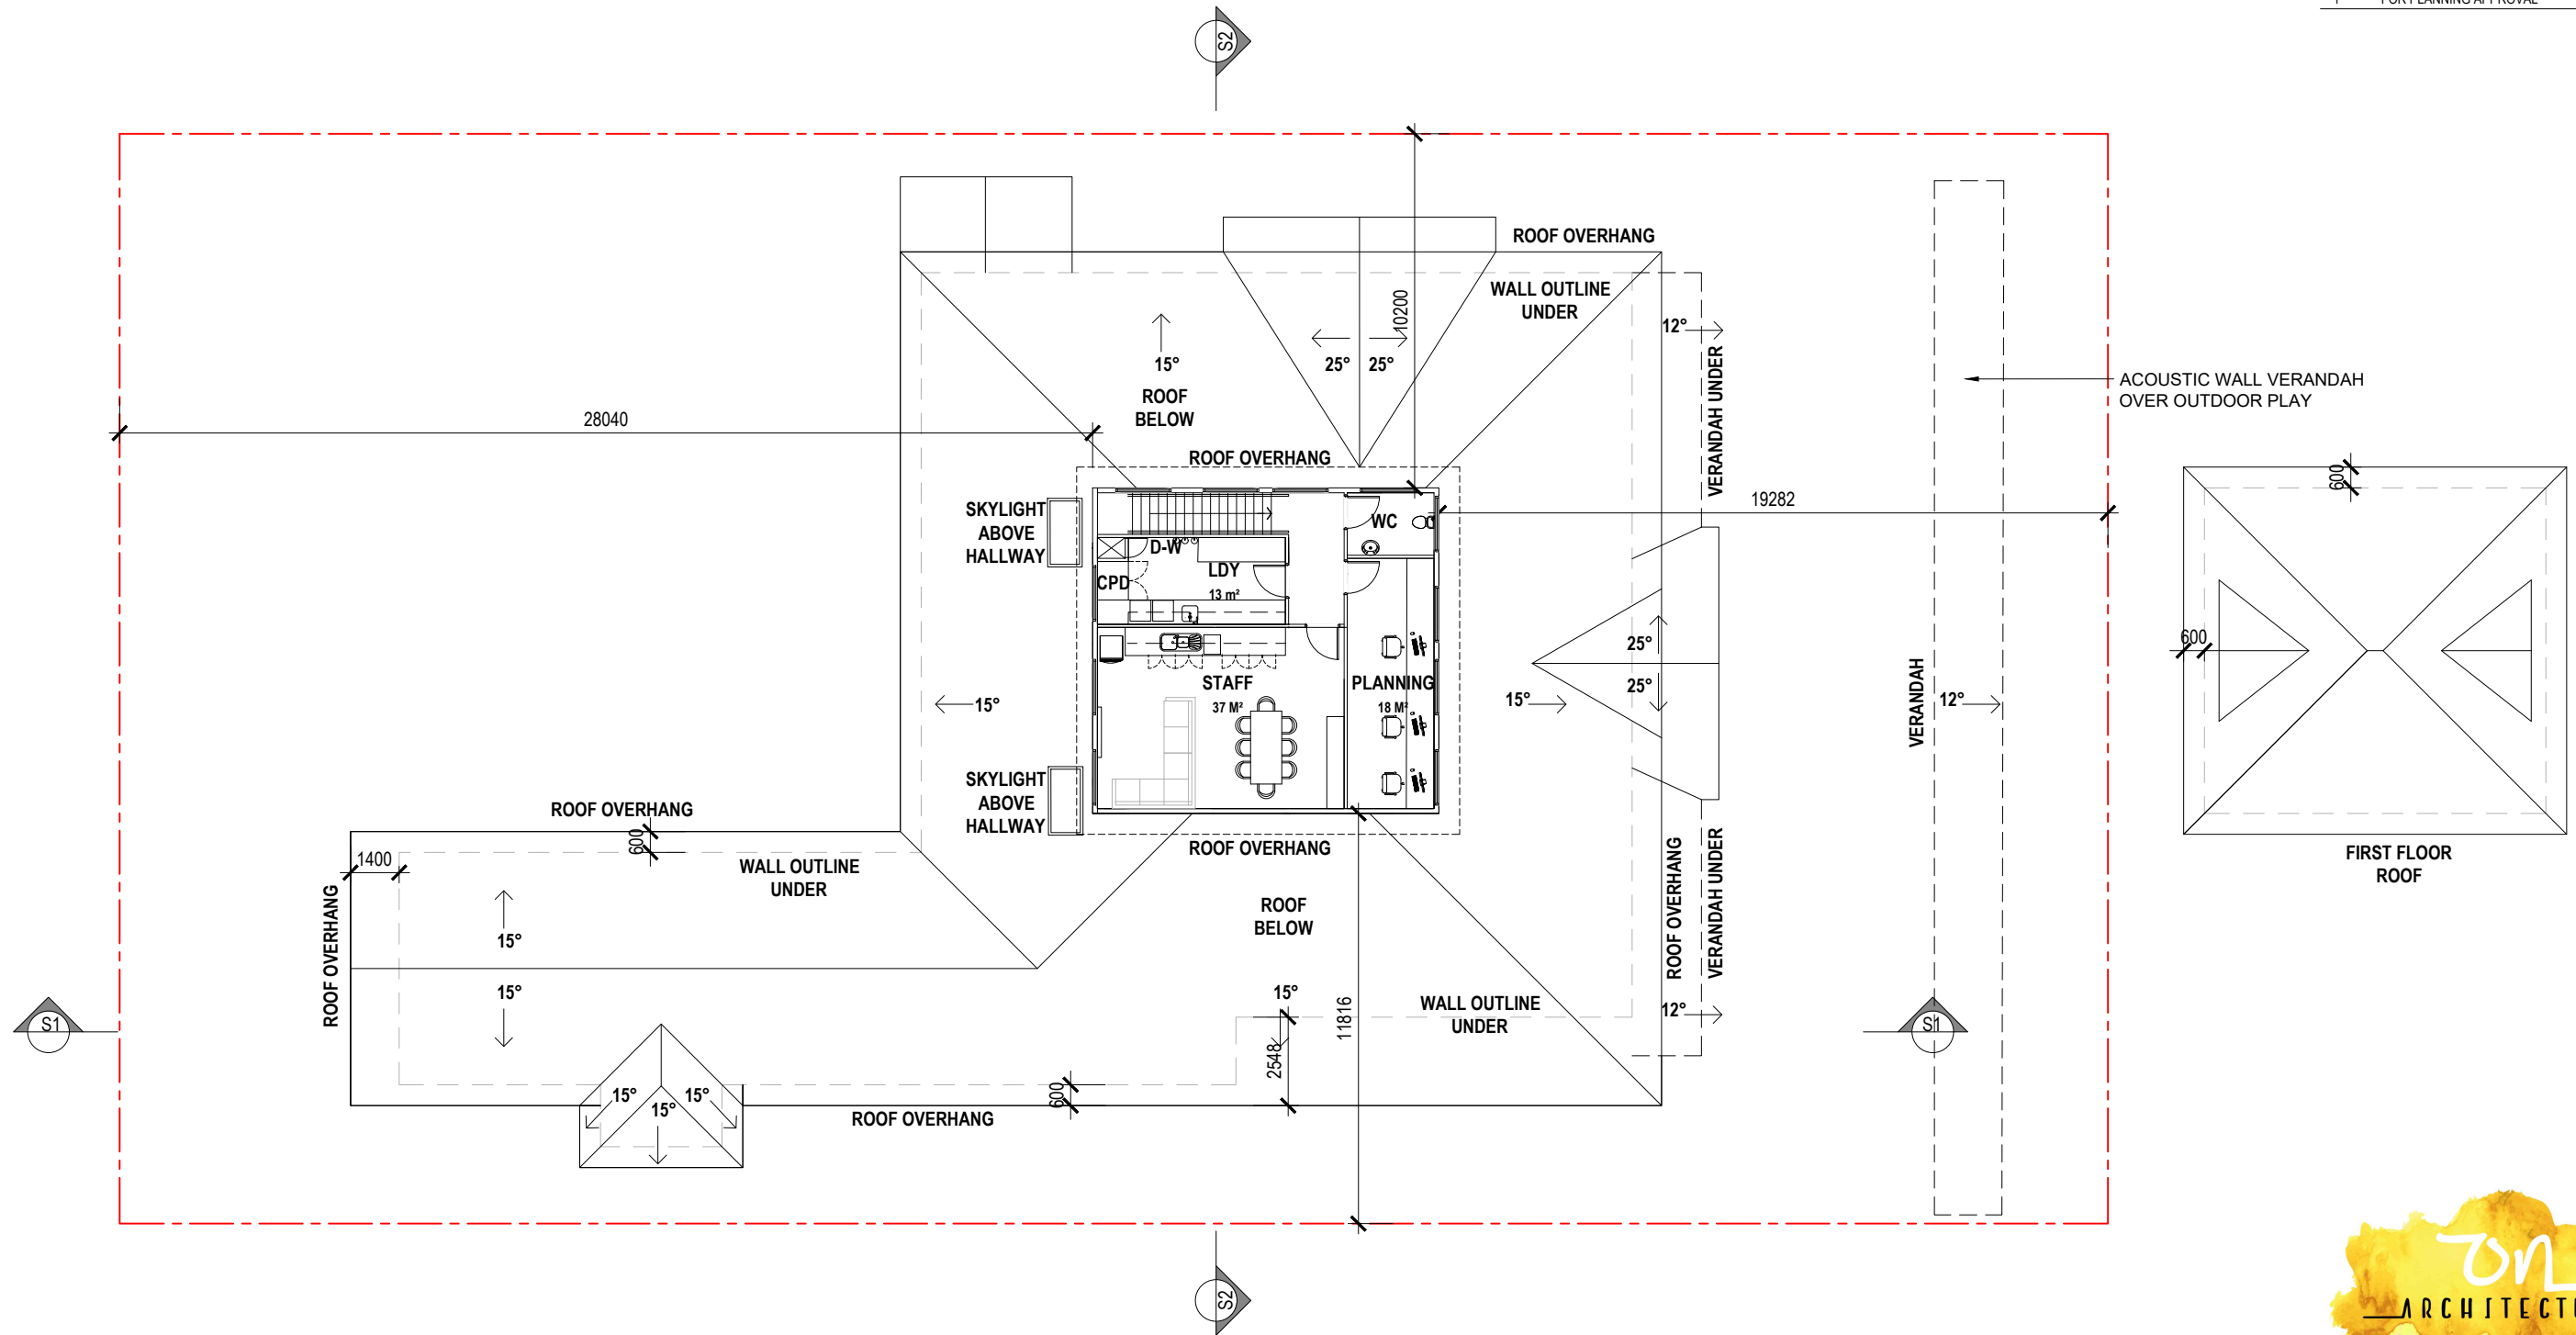 FOR PLANNING APPROVAL
S2
ROOF OVERHANG
WALL OUTLINE
UNDER
10200
12°
VERANDAH UNDER
15°
25°
25°
ROOF
BELOW
ACOUSTIC WALL VERANDAH
OVER OUTDOOR PLAY
28040
ROOF OVERHANG
600
19282
SKYLIGHT
ABOVE
HALLWAY
WC
D-W
LDY
13 m²
CPD
25°
600
STAFF
37 M²
PLANNING
18 M²
25°
15°
15°
VERANDAH
12°
SKYLIGHT
ABOVE
HALLWAY
ROOF OVERHANG
600
ROOF OVERHANG
FIRST FLOOR
ROOF
1400
WALL OUTLINE
UNDER
ROOF OVERHANG
ROOF OVERHANG
VERANDAH UNDER
ROOF
BELOW
15°
15°
15°
WALL OUTLINE
UNDER
12°
11816
2548
S1
S1
15°
15°
15°
600
ROOF OVERHANG
S2
on
ARCHITECT